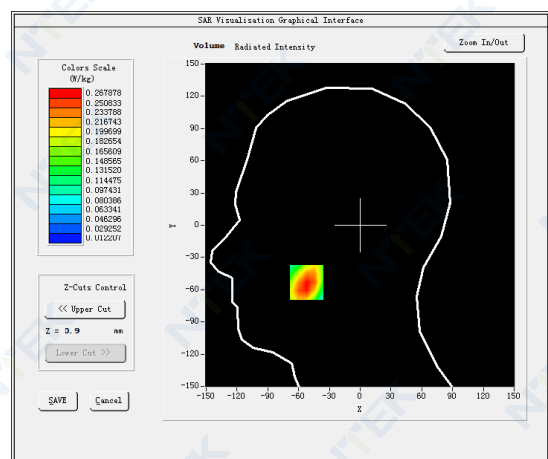 SAR Visualisation Graphical Interface
Volume Radiated Intensity
Zoom In/Out
Colors Scale
(W/kg)
0.267878
0.250833
0.233788
0.216743
0.199699
0.182654
0.165609
0.148565
0.131520
0.114475
0.097431
0.080386
0.063341
0.046296
0.029252
0.012207
Z-Cuts Control
<< Upper Cut
Z = 0.9 mm
Lower Cut >>
SAVE Cancel
150
90
60
30
0
-30
-60
-90
-120
-150
Y
-150 -120 -90 -60 -30 0 30 60 90 120 150
X
NTEK